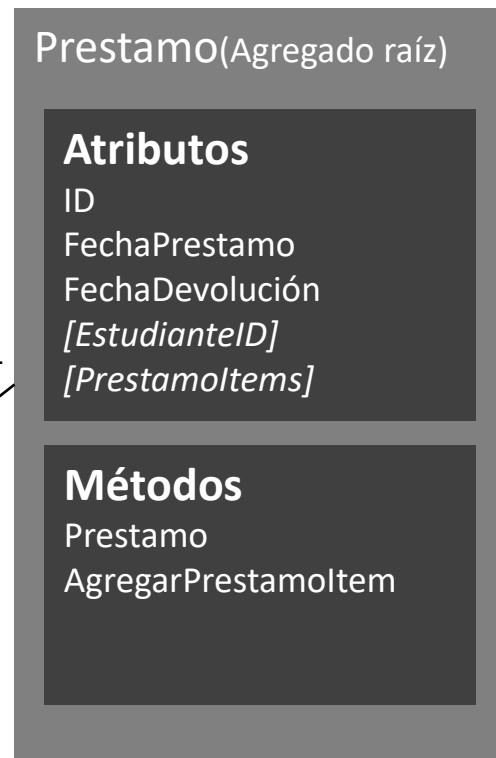 Prestamo(Agregado raíz)
Atributos
ID
FechaPrestamo
FechaDevolución
[EstudianteID]
[PrestamoItems]
Métodos
Prestamo
AgregarPrestamoItem